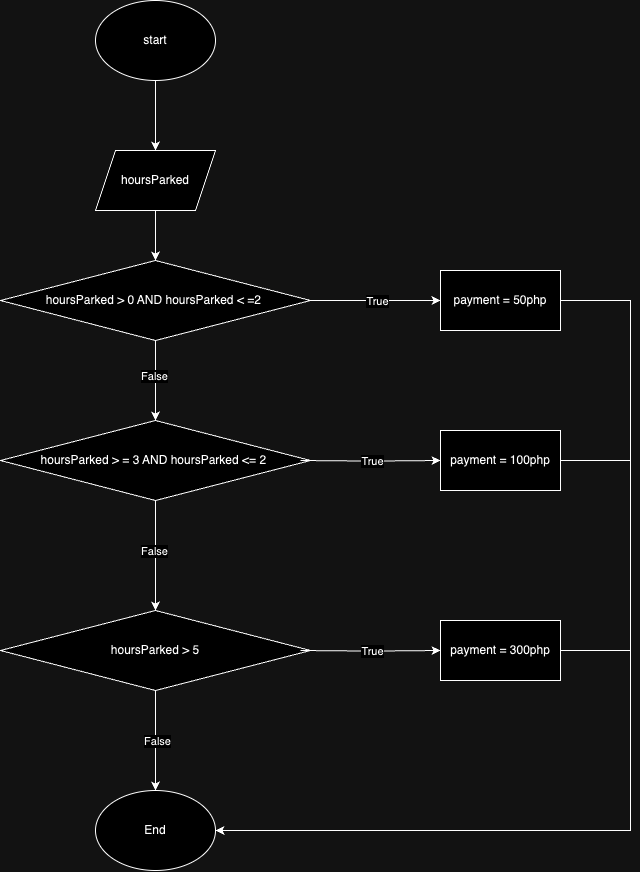 start
hoursParked
hoursParked > 0 AND hoursParked < =2
True
payment = 50php
False
hoursParked > = 3 AND hoursParked <= 2
True
payment = 100php
False
hoursParked > 5
True
payment = 300php
False
End